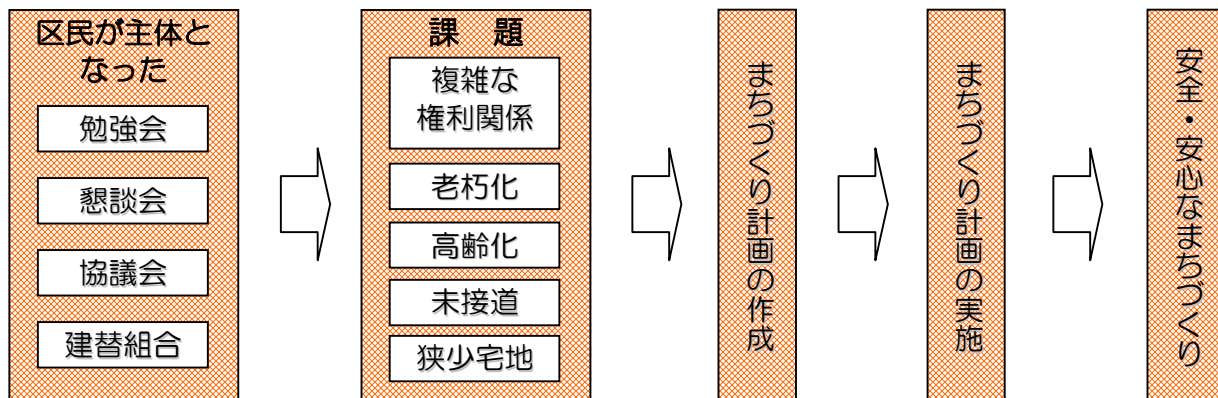 区民が主体と
なった
勉強会
懇談会
協議会
建替組合
課 題
複雑な
権利関係
老朽化
高齢化
未接道
狭少宅地
まちづくり計画の作成
まちづくり計画の実施
安全・安心なまちづくり